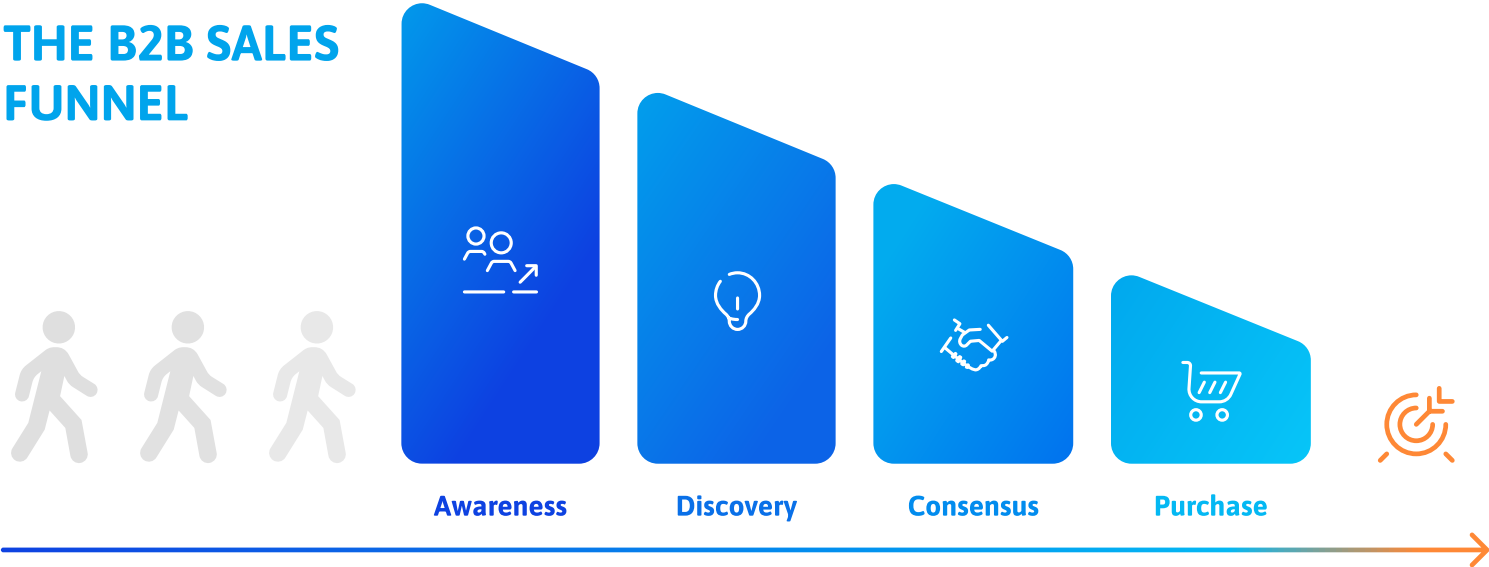 THE B2B SALES
FUNNEL
Awareness
Discovery
Consensus
Purchase